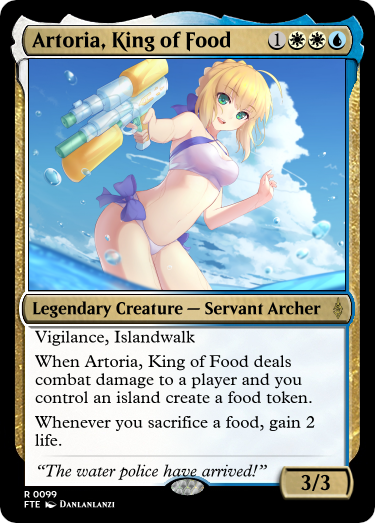 Artoria, King of Food 1
Legendary Creature — Servant Archer
Vigilance, Islandwalk
When Artoria, King of Food deals
combat damage to a player and you
control an island create a food token.
Whenever you sacrifice a food, gain 2
life.
“The water police have arrived!”
3/3
R 0099
FTE DANLANLANZI